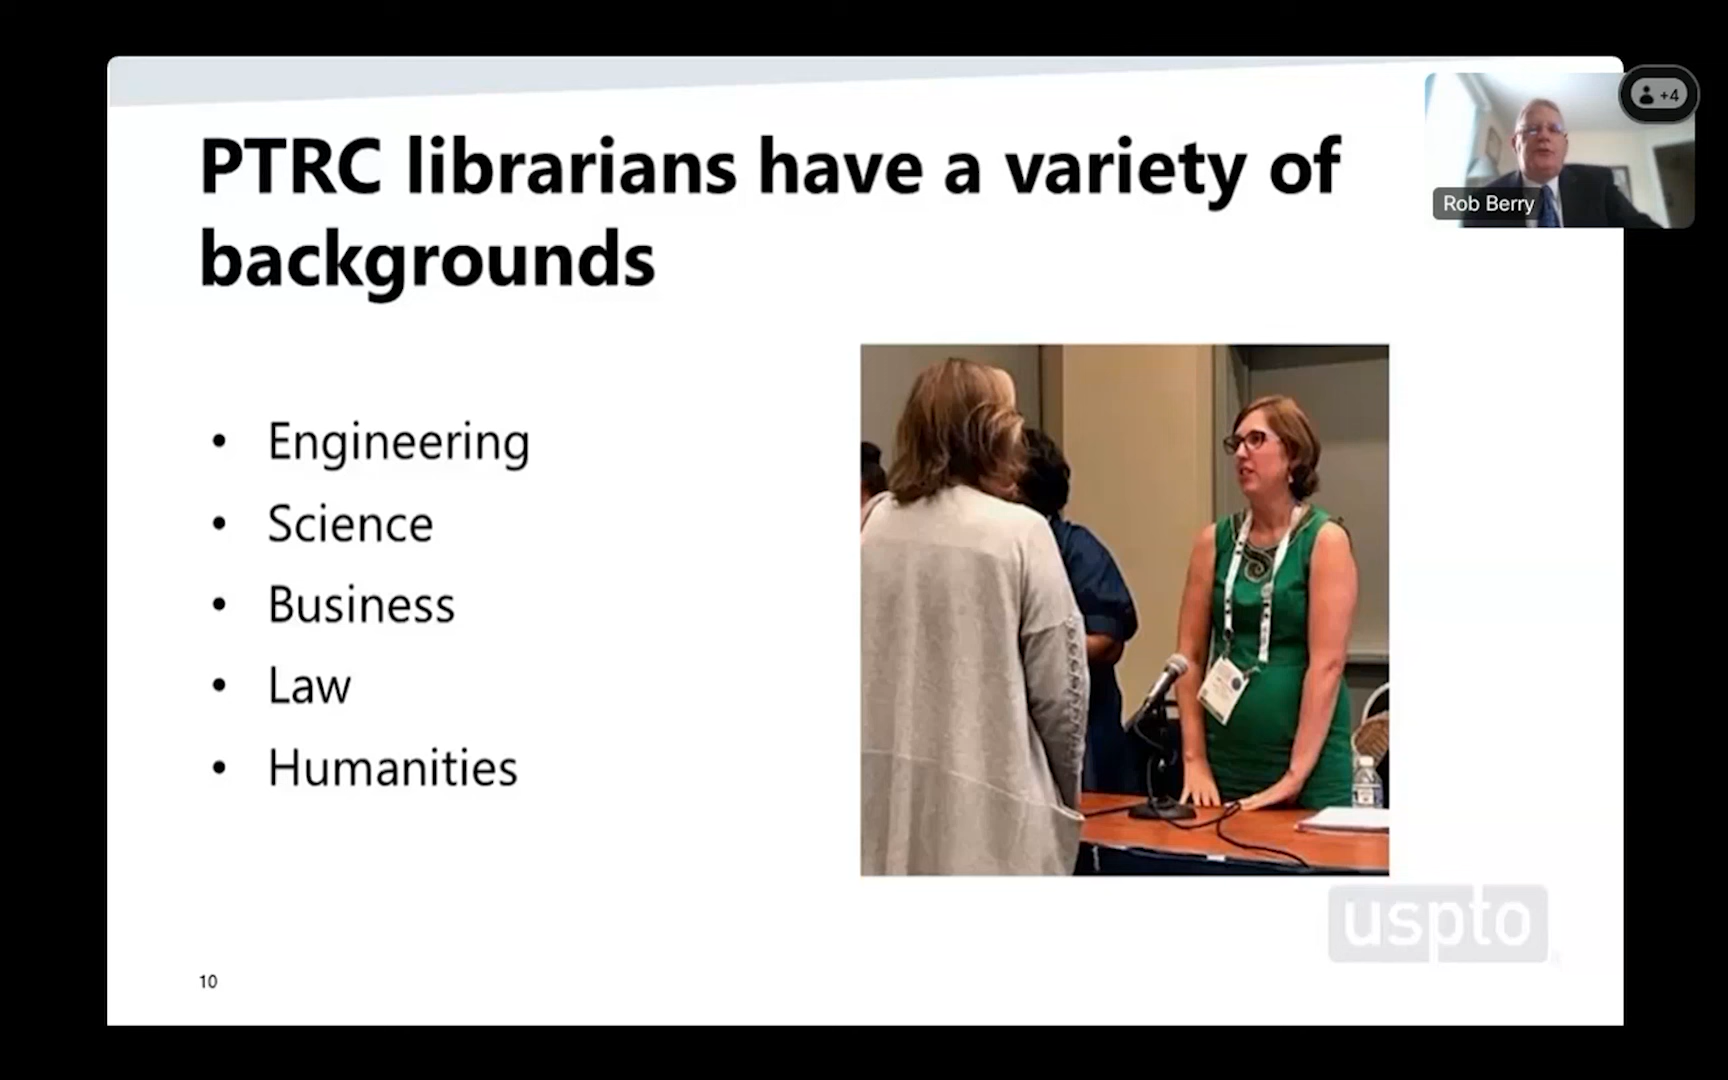 PTRC librarians have a variety of
backgrounds
+4
Rob Berry
• Engineering
• Science
• Business
• Law
• Humanities
uspto
10